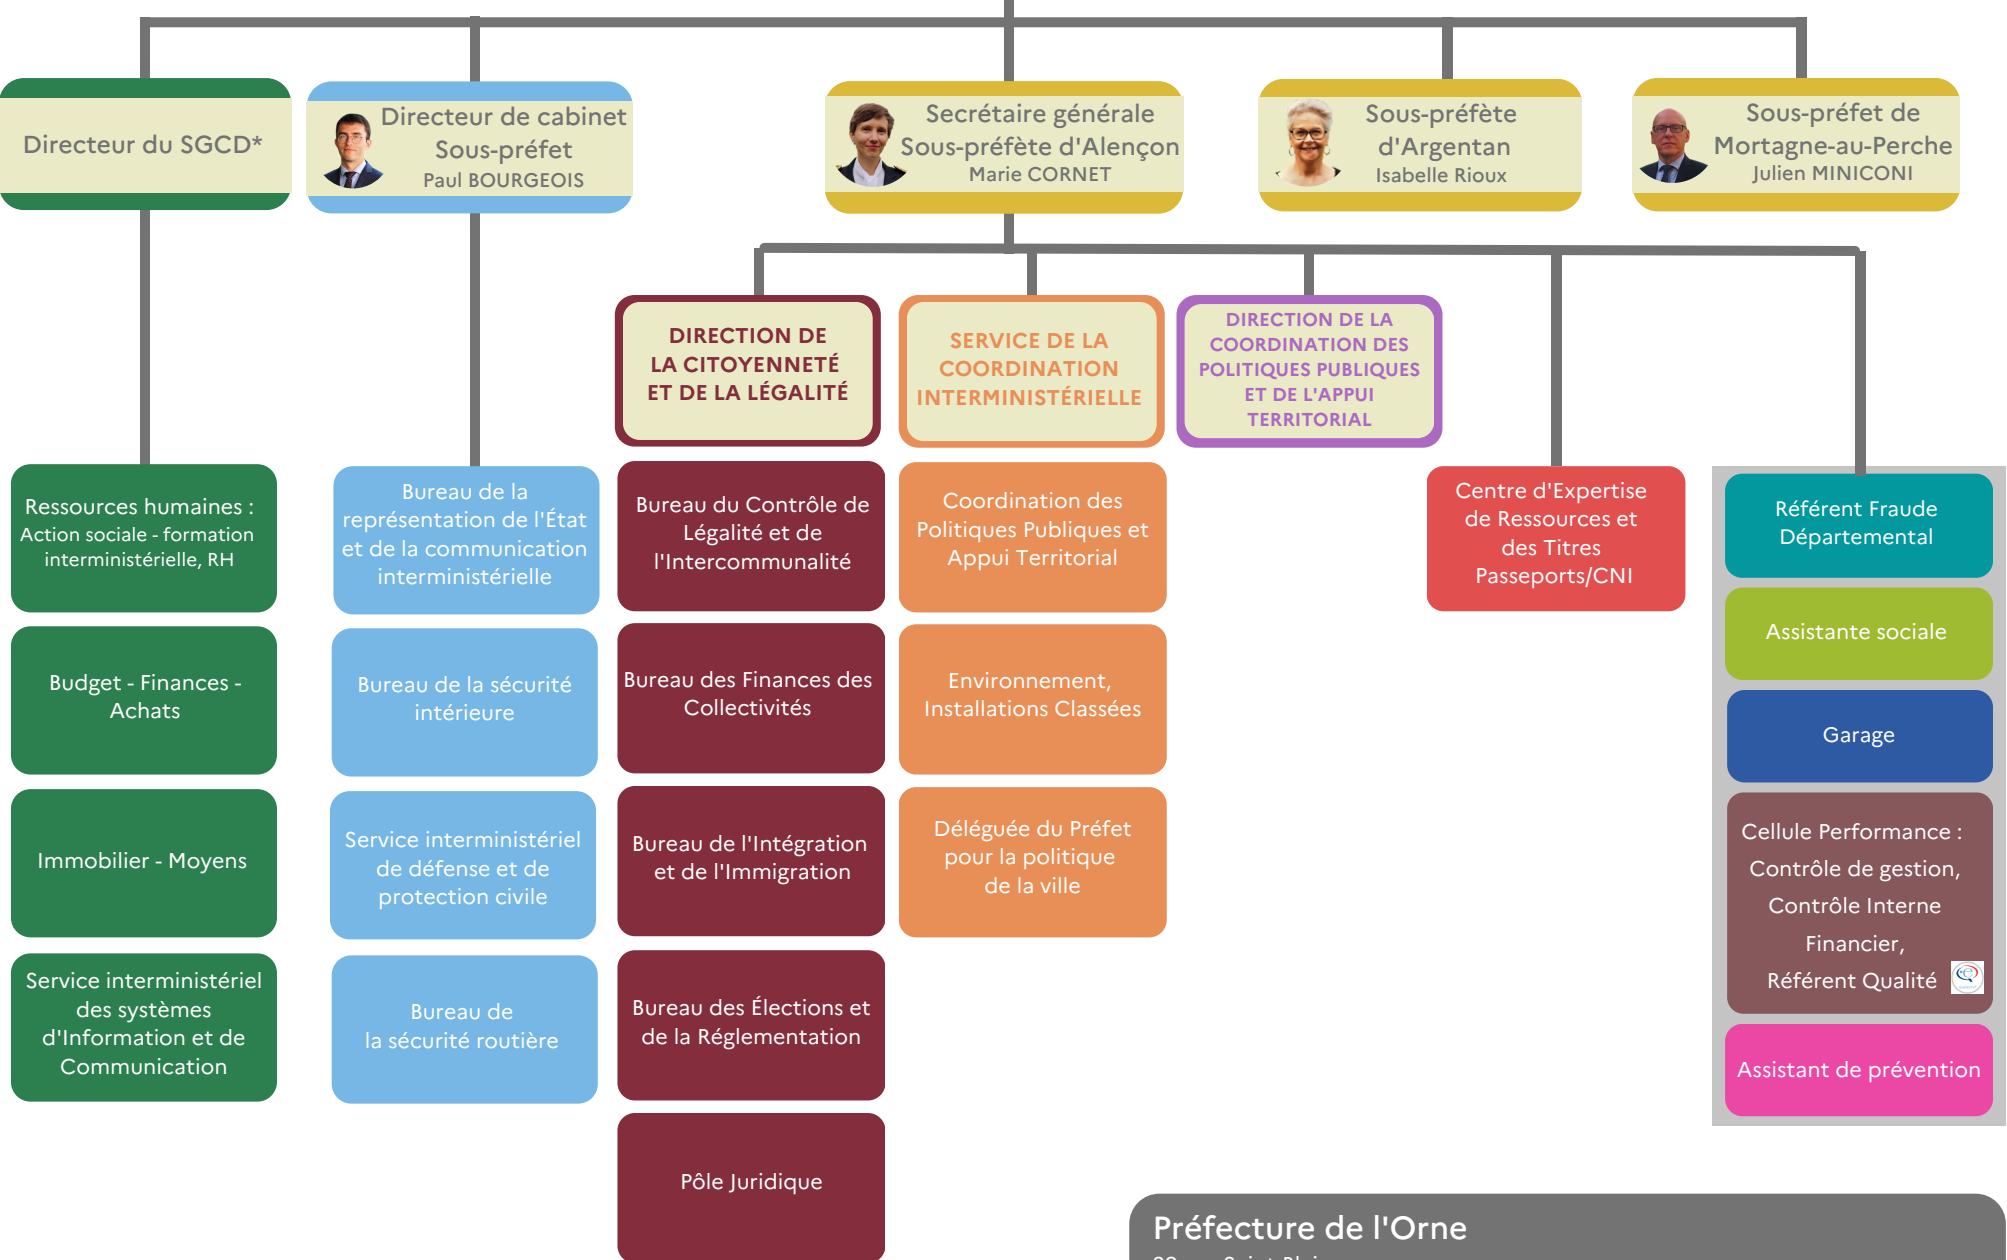 Directeur du SGCD*
Directeur de cabinet
Sous-préfet
Paul BOURGEOIS
Secrétaire générale
Sous-préfète d'Alençon
Marie CORNET
Sous-préfète
d'Argentan
Isabelle Rioux
Sous-préfet de
Mortagne-au-Perche
Julien MINICONI
DIRECTION DE
LA CITOYENNETÉ
ET DE LA LÉGALITÉ
SERVICE DE LA
COORDINATION
INTERMINISTÉRIELLE
DIRECTION DE LA
COORDINATION DES
POLITIQUES PUBLIQUES
ET DE L'APPUI
TERRITORIAL
Ressources humaines :
Action sociale - formation
interministérielle, RH
Budget - Finances -
Achats
Immobilier - Moyens
Service interministériel
des systèmes
d'Information et de
Communication
Bureau de la
représentation de l'État
et de la communication
interministérielle
Bureau de la sécurité
intérieure
Service interministériel
de défense et de
protection civile
Bureau de
la sécurité routière
Bureau du Contrôle de
Légalité et de
l'Intercommunalité
Bureau des Finances des
Collectivités
Bureau de l'Intégration
et de l'Immigration
Bureau des Élections et
de la Réglementation
Pôle Juridique
Coordination des
Politiques Publiques et
Appui Territorial
Environnement,
Installations Classées
Déléguée du Préfet
pour la politique
de la ville
Centre d'Expertise
de Ressources et
des Titres
Passeports/CNI
Référent Fraude
Départemental
Assistante sociale
Garage
Cellule Performance :
Contrôle de gestion,
Contrôle Interne
Financier,
Référent Qualité
Assistant de prévention
Préfecture de l'Orne